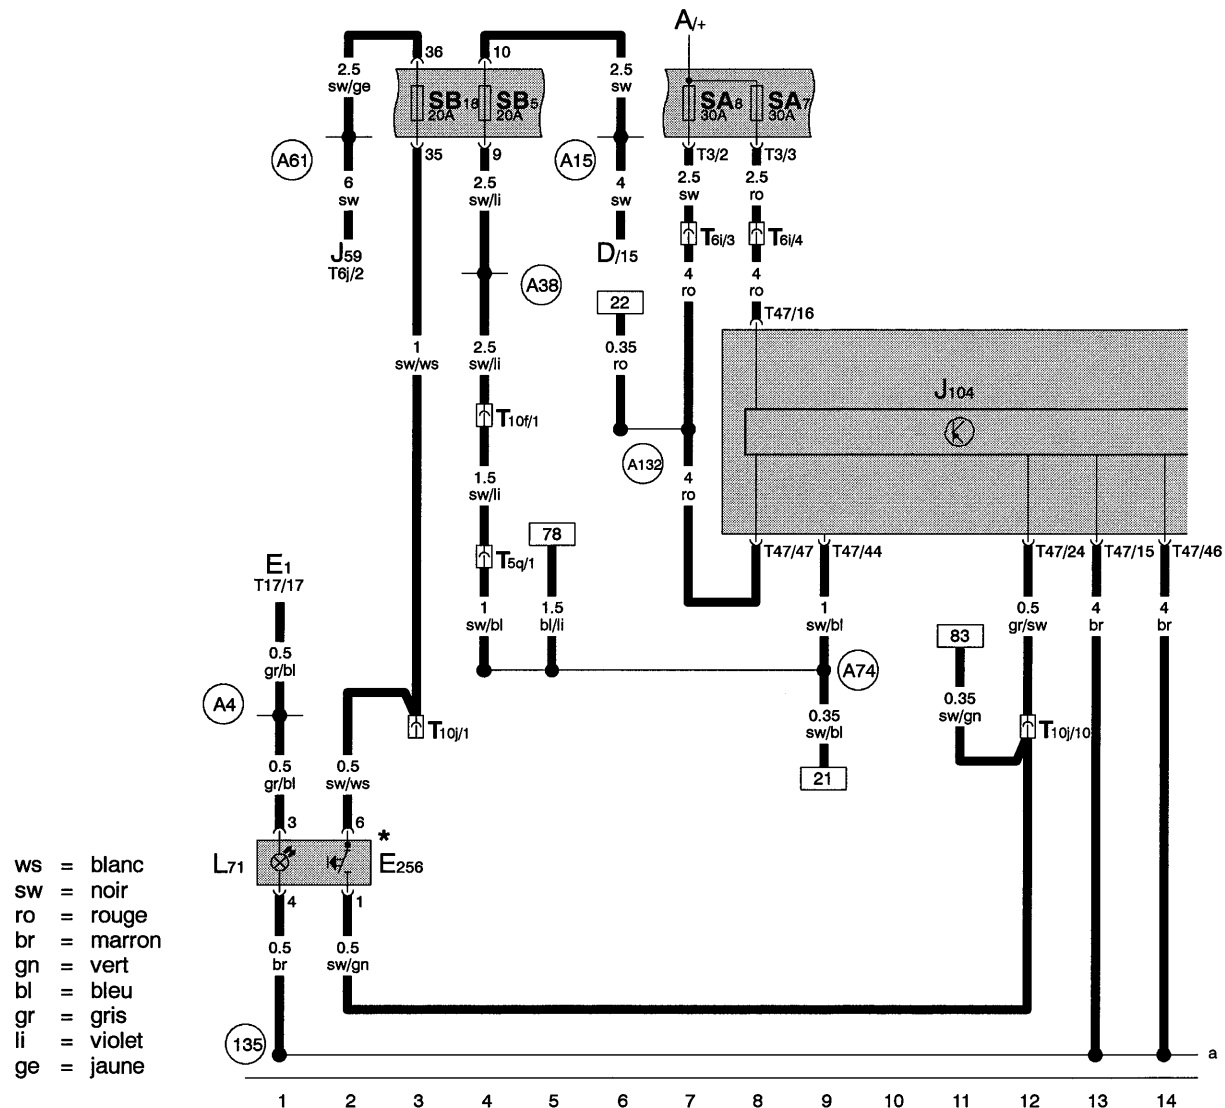 A/+
36
10
2.5
sw/ge
SB18
20A
SB5
20A
2.5
sw
SA8
30A
SA7
30A
A61
35
9
A15
T3/2
T3/3
6
sw
2.5
sw/li
4
sw
2.5
sw
2.5
ro
J59
T6j/2
D/15
T6i/3
T6i/4
A38
22
4
ro
4
ro
T47/16
1
sw/ws
2.5
sw/li
0.35
ro
J104
T10f/1
A132
1.5
sw/li
4
ro
78
T5q/1
T47/47
T47/44
T47/24
T47/15
T47/46
E1
T17/17
1
sw/bl
1.5
bl/li
1
sw/bl
0.5
gr/sw
4
br
4
br
83
0.5
gr/bl
A74
A4
T10j/1
0.35
sw/bl
0.35
sw/gn
T10j/10
0.5
gr/bl
0.5
sw/ws
21
3
6
*
L71
E256
4
1
0.5
br
0.5
sw/gn
135
a
ws = blanc
sw = noir
ro = rouge
br = marron
gn = vert
bl = bleu
gr = gris
li = violet
ge = jaune
1 2 3 4 5 6 7 8 9 10 11 12 13 14